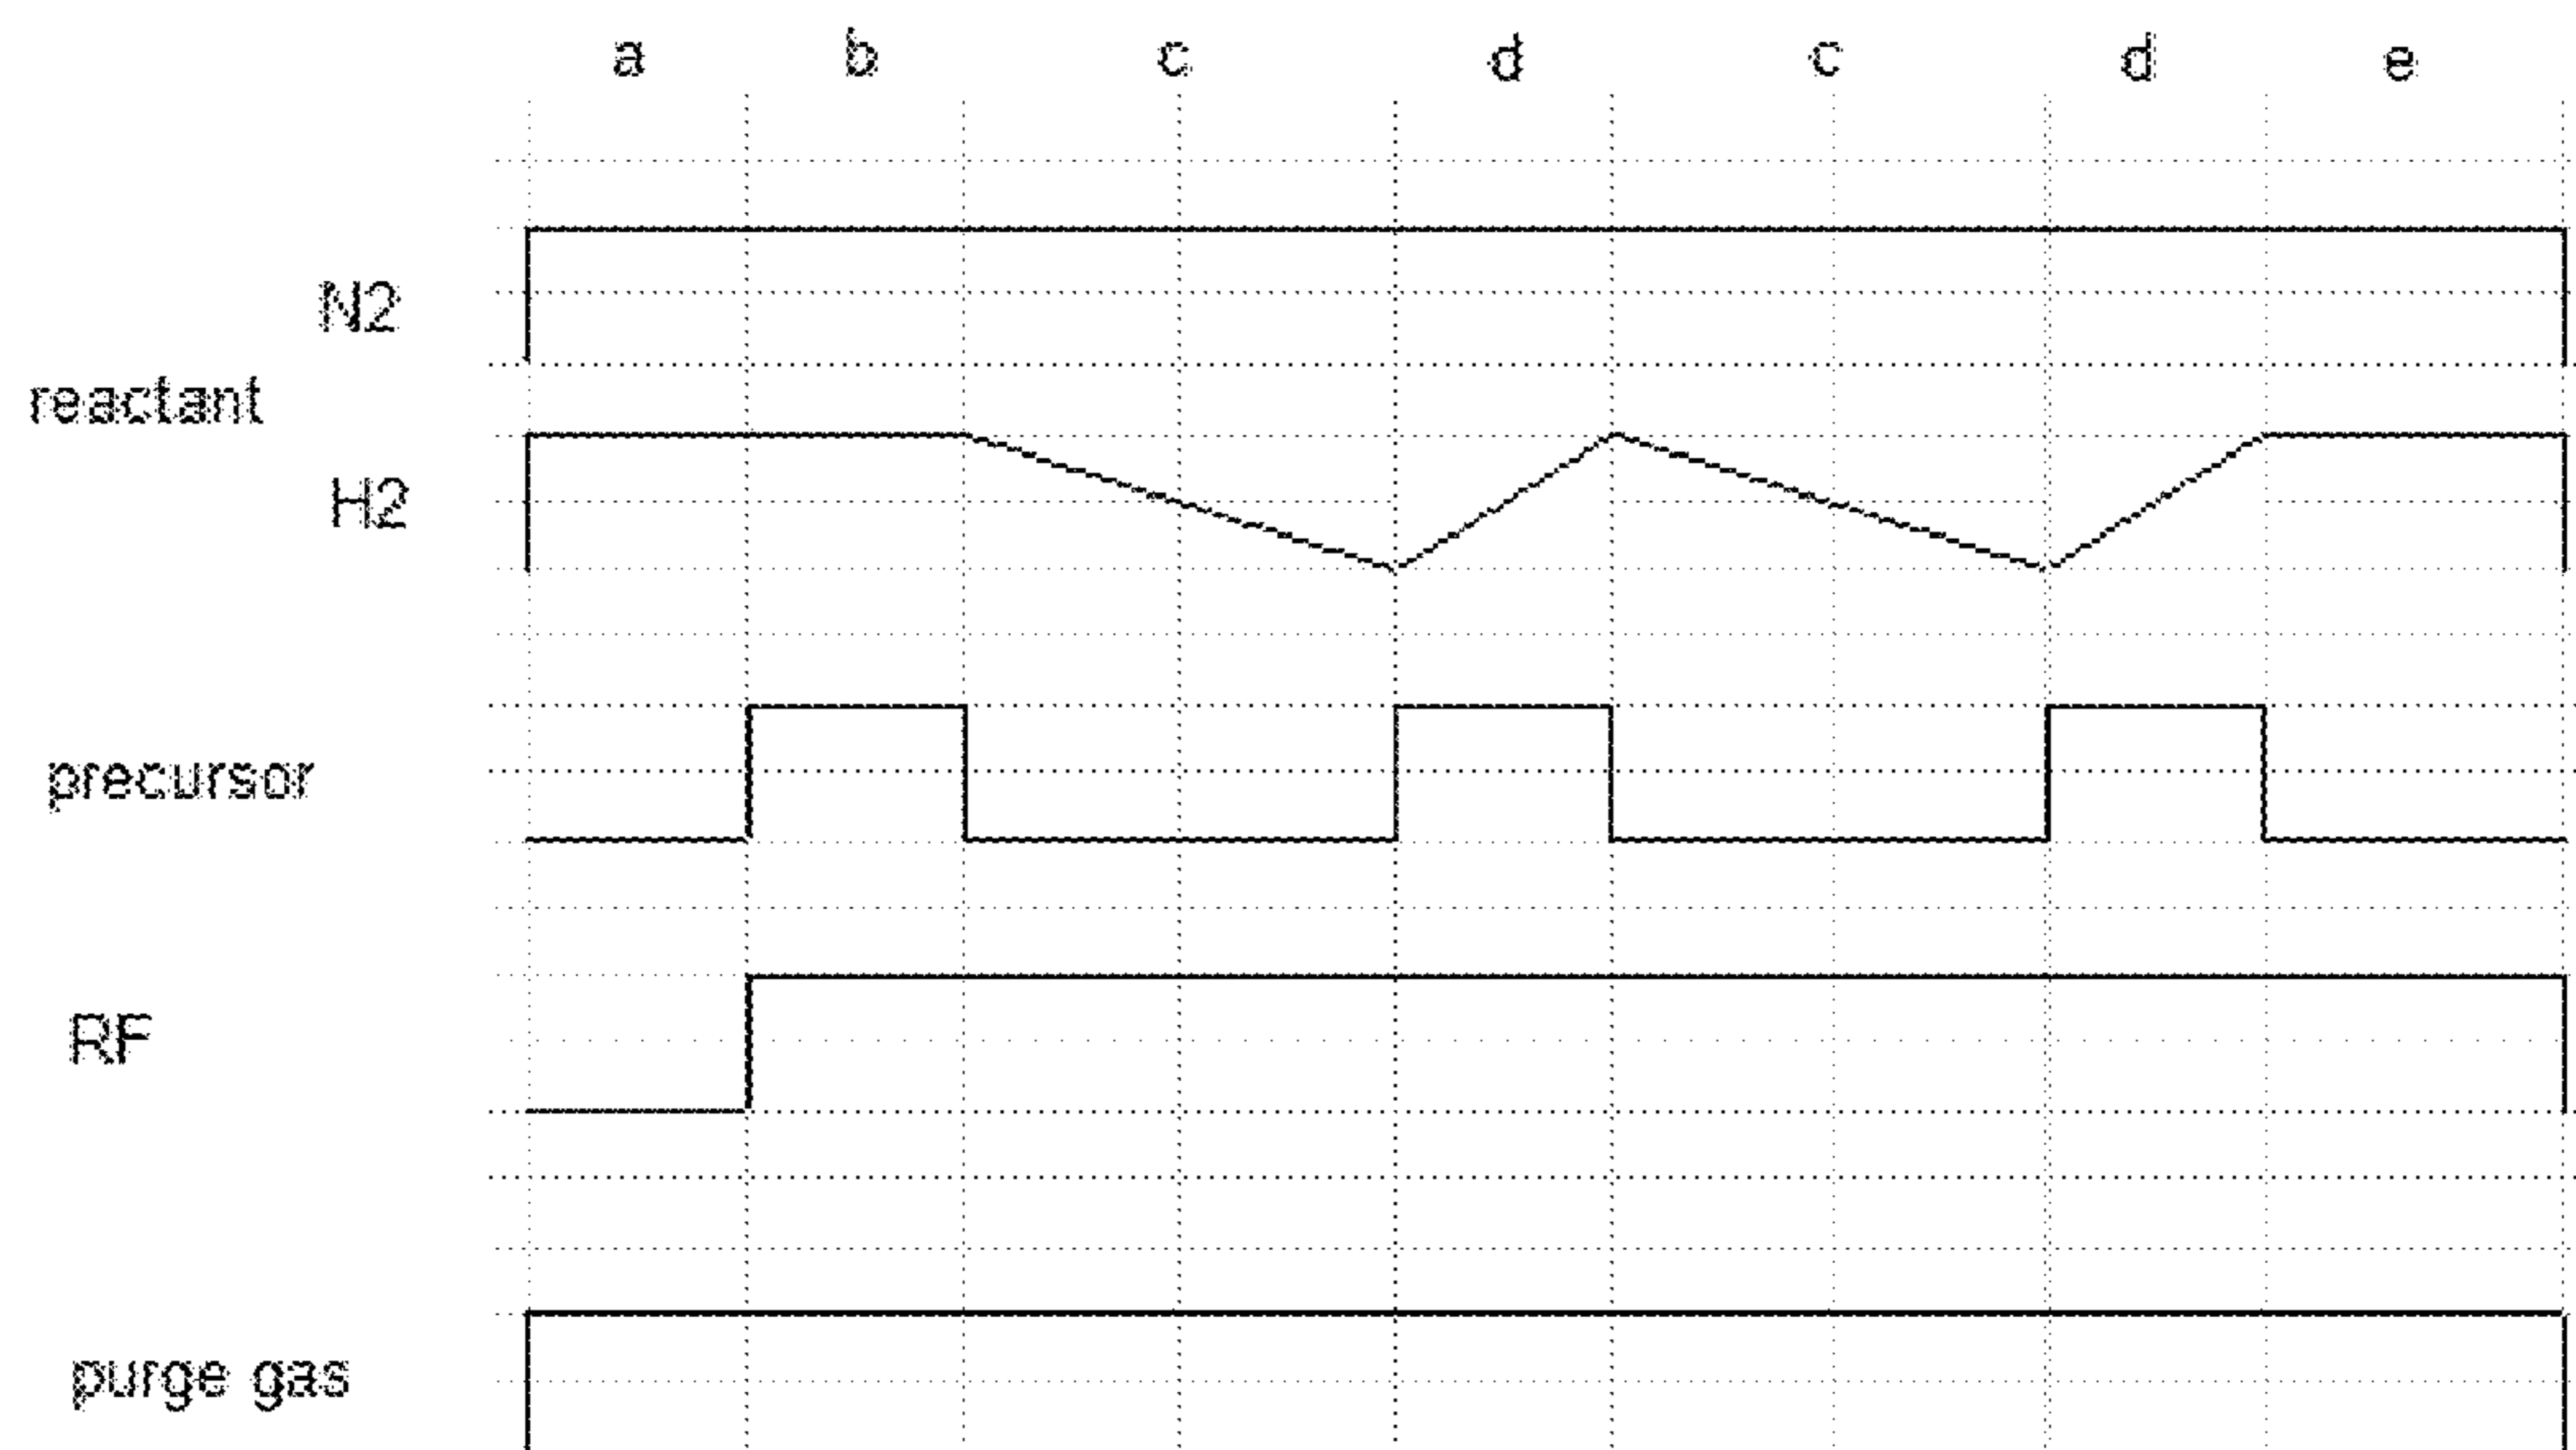 a b c d c d e
N2
reactant
H2
precursor
RF
purge gas